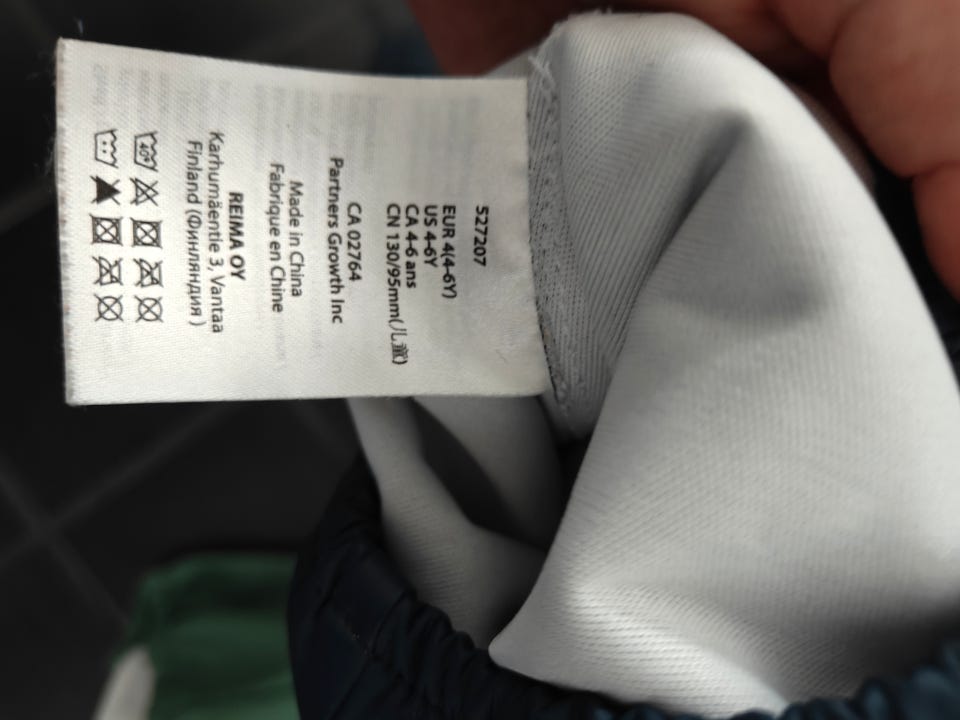 527207
EUR 4(4-6Y)
US 4-6Y
CA 4-6 ans
CN 130/95mm(儿童)
CA 02764
Partners Growth Inc
Made in China
Fabrique en Chine
REIMA OY
Karhumäentie 3, Vantaa
Finland (Финляндия )
40°